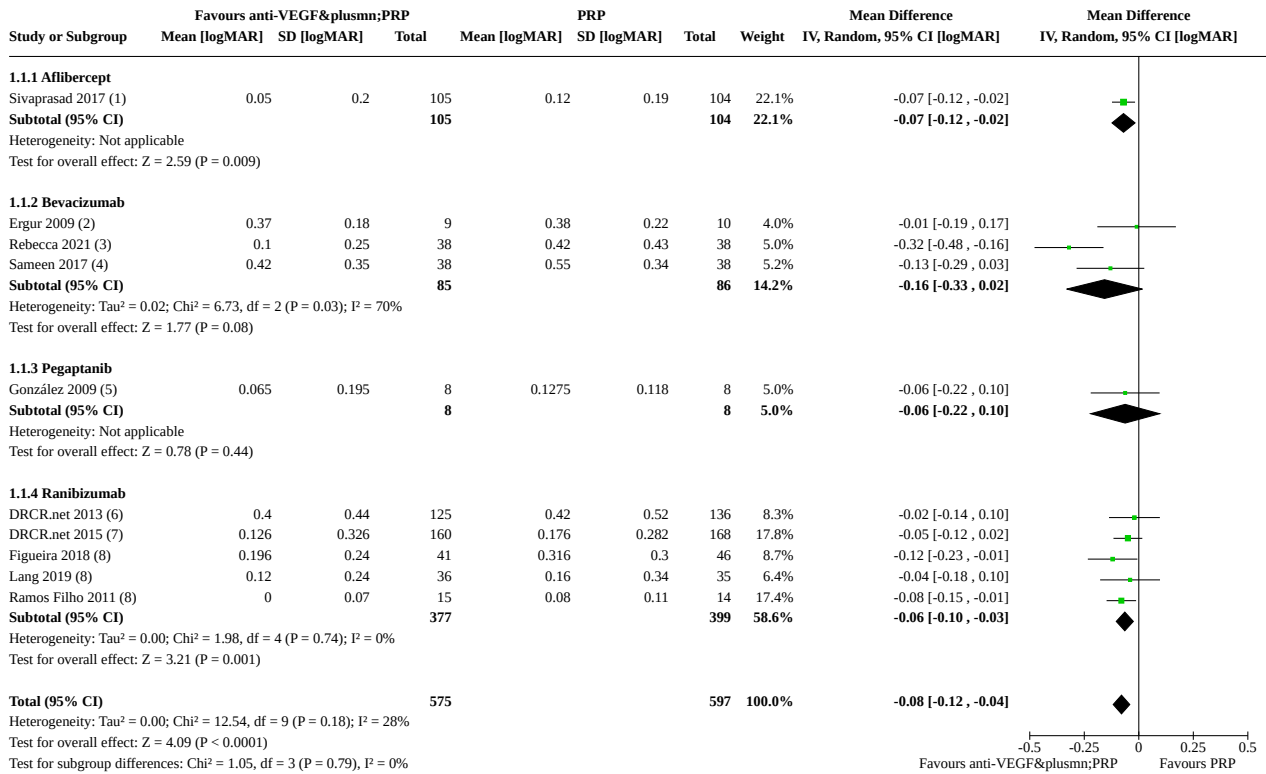 Favours anti-VEGF&plusmn;PRP PRP Mean Difference Mean Difference
Study or Subgroup Mean [logMAR] SD [logMAR] Total Mean [logMAR] SD [logMAR] Total Weight IV, Random, 95% CI [logMAR] IV, Random, 95% CI [logMAR]
1.1.1 Aflibercept
Sivaprasad 2017 (1) 0.05 0.2 105 0.12 0.19 104 22.1% -0.07 [-0.12 , -0.02]
Subtotal (95% CI) 105 104 22.1% -0.07 [-0.12 , -0.02]
Heterogeneity: Not applicable
Test for overall effect: Z = 2.59 (P = 0.009)
1.1.2 Bevacizumab
Ergur 2009 (2) 0.37 0.18 9 0.38 0.22 10 4.0% -0.01 [-0.19 , 0.17]
Rebecca 2021 (3) 0.1 0.25 38 0.42 0.43 38 5.0% -0.32 [-0.48 , -0.16]
Sameen 2017 (4) 0.42 0.35 38 0.55 0.34 38 5.2% -0.13 [-0.29 , 0.03]
Subtotal (95% CI) 85 86 14.2% -0.16 [-0.33 , 0.02]
Heterogeneity: Tau² = 0.02; Chi² = 6.73, df = 2 (P = 0.03); I² = 70%
Test for overall effect: Z = 1.77 (P = 0.08)
1.1.3 Pegaptanib
González 2009 (5) 0.065 0.195 8 0.1275 0.118 8 5.0% -0.06 [-0.22 , 0.10]
Subtotal (95% CI) 8 8 5.0% -0.06 [-0.22 , 0.10]
Heterogeneity: Not applicable
Test for overall effect: Z = 0.78 (P = 0.44)
1.1.4 Ranibizumab
DRCR.net 2013 (6) 0.4 0.44 125 0.42 0.52 136 8.3% -0.02 [-0.14 , 0.10]
DRCR.net 2015 (7) 0.126 0.326 160 0.176 0.282 168 17.8% -0.05 [-0.12 , 0.02]
Figueira 2018 (8) 0.196 0.24 41 0.316 0.3 46 8.7% -0.12 [-0.23 , -0.01]
Lang 2019 (8) 0.12 0.24 36 0.16 0.34 35 6.4% -0.04 [-0.18 , 0.10]
Ramos Filho 2011 (8) 0 0.07 15 0.08 0.11 14 17.4% -0.08 [-0.15 , -0.01]
Subtotal (95% CI) 377 399 58.6% -0.06 [-0.10 , -0.03]
Heterogeneity: Tau² = 0.00; Chi² = 1.98, df = 4 (P = 0.74); I² = 0%
Test for overall effect: Z = 3.21 (P = 0.001)
Total (95% CI) 575 597 100.0% -0.08 [-0.12 , -0.04]
Heterogeneity: Tau² = 0.00; Chi² = 12.54, df = 9 (P = 0.18); I² = 28%
Test for overall effect: Z = 4.09 (P < 0.0001)
-0.5 -0.25 0 0.25 0.5
Test for subgroup differences: Chi² = 1.05, df = 3 (P = 0.79), I² = 0% Favours anti-VEGF&plusmn;PRP Favours PRP